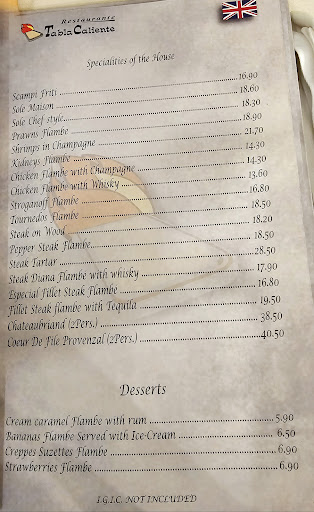 Restaurante
Tabla Caliente
Specialities of the House
Scampi Friti 16.90
Sole Maison 18.60
Sole Chef style 18.30
Prawns Flambe 18.90
Shrimps in Champagne 21.70
Kidneys Flambe 14.30
Chicken Flambe with Champagne 14.30
Chicken Flambe with Whisky 13.60
Stroganoff Flambe 16.80
Tournedos Flambe 18.50
Steak on Wood 18.20
Pepper Steak Flambe 18.50
Steak Tartar 28.50
Steak Diana Flambe with whisky 17.90
Especial Fillet Steak Flambe 16.80
Fillet Steak flambe with Tequila 19.50
Chateaubriand (2Pers.) 38.50
Coeur De File Provenzal (2Pers.) 40.50
Desserts
Cream caramel Flambe with rum 5.90
Bananas Flambe Served with Ice-Cream 6.50
Creppes Suzettes Flambe 6.90
Strawberries Flambe 6.90
I.G.I.C. NOT INCLUDED